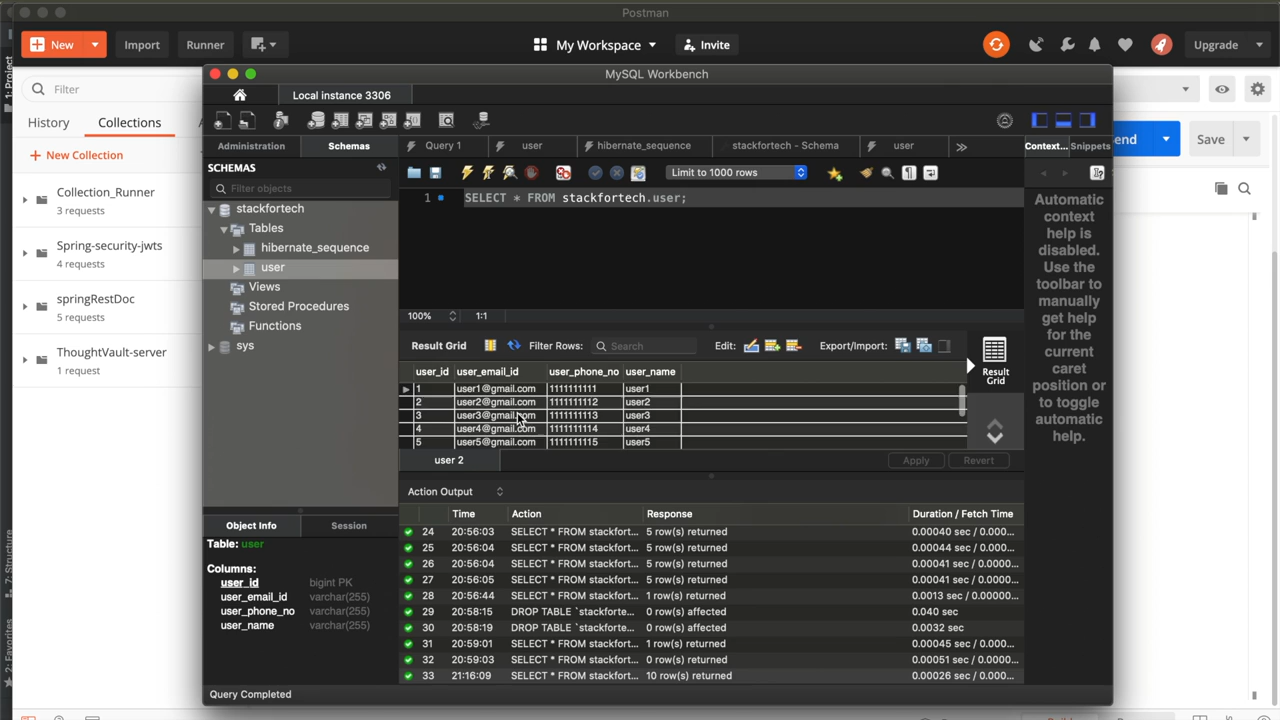 Postman
New
Import
Runner
My Workspace
Invite
Upgrade
1: Project
Filter
History
Collections
New Collection
Collection_Runner
3 requests
Spring-security-jwts
4 requests
springRestDoc
5 requests
ThoughtVault-server
1 request
7: Structure
2: Favorites
end
Save
MySQL Workbench
Local instance 3306
Administration
Schemas
Query 1
user
hibernate_sequence
stackfortech - Schema
user
Context...
Snippets
SCHEMAS
Filter objects
stackfortech
Tables
hibernate_sequence
user
Views
Stored Procedures
Functions
sys
Limit to 1000 rows
1
SELECT * FROM stackfortech.user;
100%
1:1
Automatic
context
help is
disabled.
Use the
toolbar to
manually
get help
for the
current
caret
position or
to toggle
automatic
help.
Result Grid
Filter Rows:
Search
Edit:
Export/Import:
Result
Grid
user_id user_email_id user_phone_no user_name
1 user1@gmail.com 1111111111 user1
2 user2@gmail.com 1111111112 user2
3 user3@gmail.com 1111111113 user3
4 user4@gmail.com 1111111114 user4
5 user5@gmail.com 1111111115 user5
user 2
Apply
Revert
Action Output
Time Action Response Duration / Fetch Time
24 20:56:03 SELECT * FROM stackfort... 5 row(s) returned 0.00040 sec / 0.000...
25 20:56:04 SELECT * FROM stackfort... 5 row(s) returned 0.00044 sec / 0.000...
26 20:56:04 SELECT * FROM stackfort... 5 row(s) returned 0.00041 sec / 0.0000...
27 20:56:05 SELECT * FROM stackfort... 5 row(s) returned 0.00041 sec / 0.000...
28 20:56:44 SELECT * FROM stackfort... 1 row(s) returned 0.0013 sec / 0.00000...
29 20:58:15 DROP TABLE `stackforte... 0 row(s) affected 0.040 sec
30 20:58:19 DROP TABLE `stackforte... 0 row(s) affected 0.0032 sec
31 20:59:01 SELECT * FROM stackfort... 1 row(s) returned 0.00045 sec / 0.000...
32 20:59:03 SELECT * FROM stackfort... 0 row(s) returned 0.00051 sec / 0.0000...
33 21:16:09 SELECT * FROM stackfort... 10 row(s) returned 0.00026 sec / 0.000...
Object Info
Session
Table: user
Columns:
user_id bigint PK
user_email_id varchar(255)
user_phone_no varchar(255)
user_name varchar(255)
Query Completed